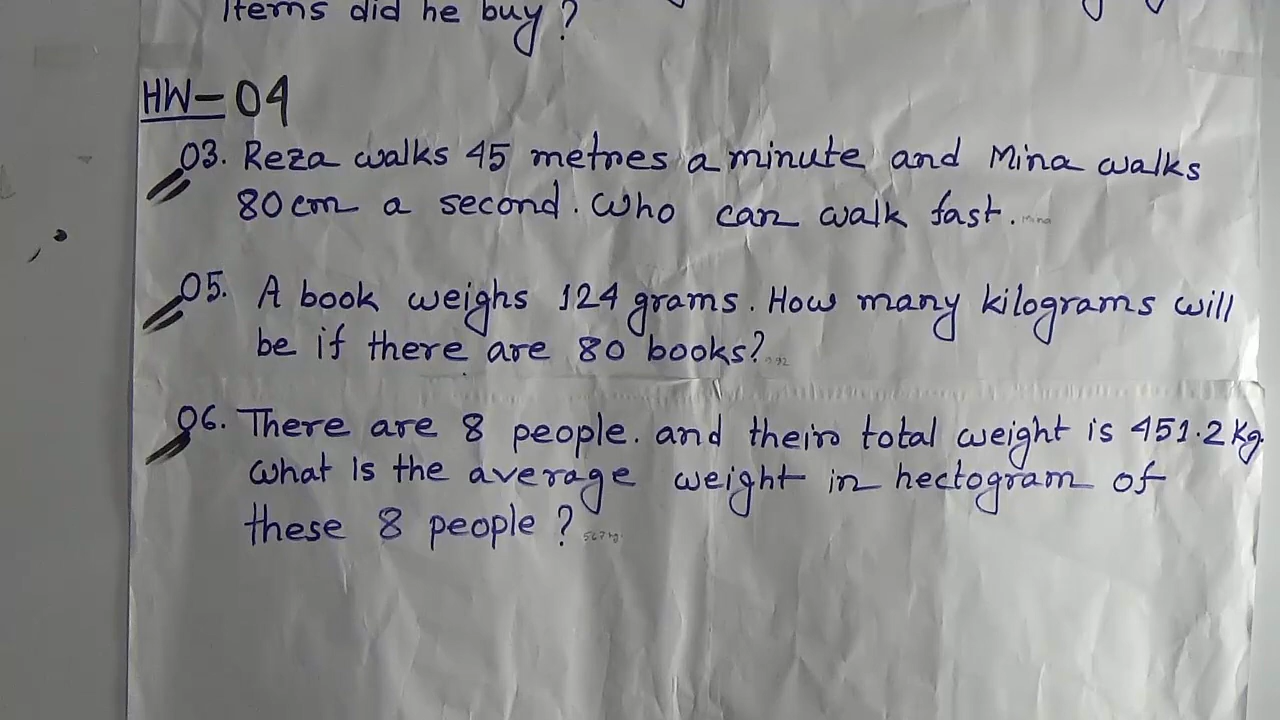 Items did he buy?
HW-04
03. Reza walks 45 metres a minute and Mina walks
80cm a second. Who can walk fast. Mina
05. A book weighs 124 grams. How many kilograms will
be if there are 80 books?
06. There are 8 people. and their total weight is 451.2 kg.
what is the average weight in hectogram of
these 8 people?